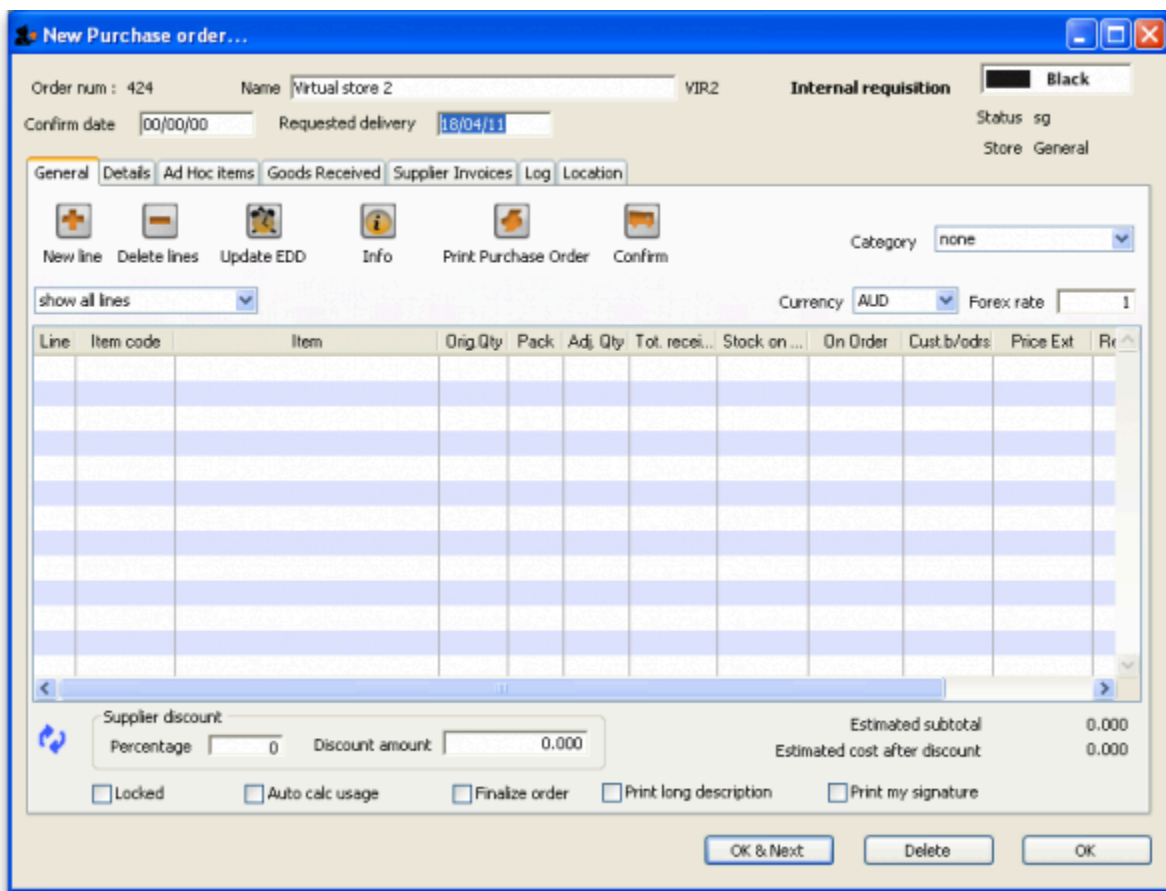 New Purchase order...
Order num : 424 Name Virtual store 2 VIR2 Internal requisition Black
Confirm date 00/00/00 Requested delivery 18/04/11 Status sg
Store General
General Details Ad Hoc items Goods Received Supplier Invoices Log Location
New line Delete lines Update EDD Info Print Purchase Order Confirm Category none
show all lines Currency AUD Forex rate 1
Line Item code Item Orig.Qty Pack Adj. Qty Tot. recei... Stock on ... On Order Cust.b/odrs Price Ext Re
Supplier discount Estimated subtotal 0.000
Percentage 0 Discount amount 0.000 Estimated cost after discount 0.000
Locked Auto calc usage Finalize order Print long description Print my signature
OK & Next Delete OK